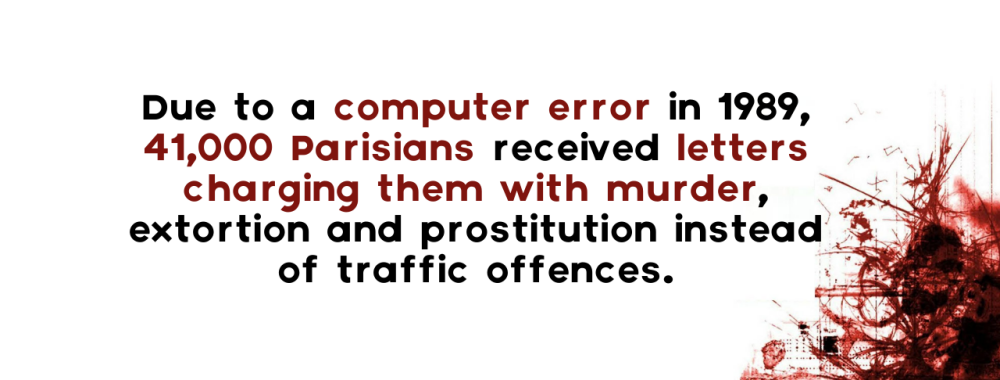 Due to a computer error in 1989,
41,000 Parisians received letters
charging them with murder,
extortion and prostitution instead
of traffic offences.